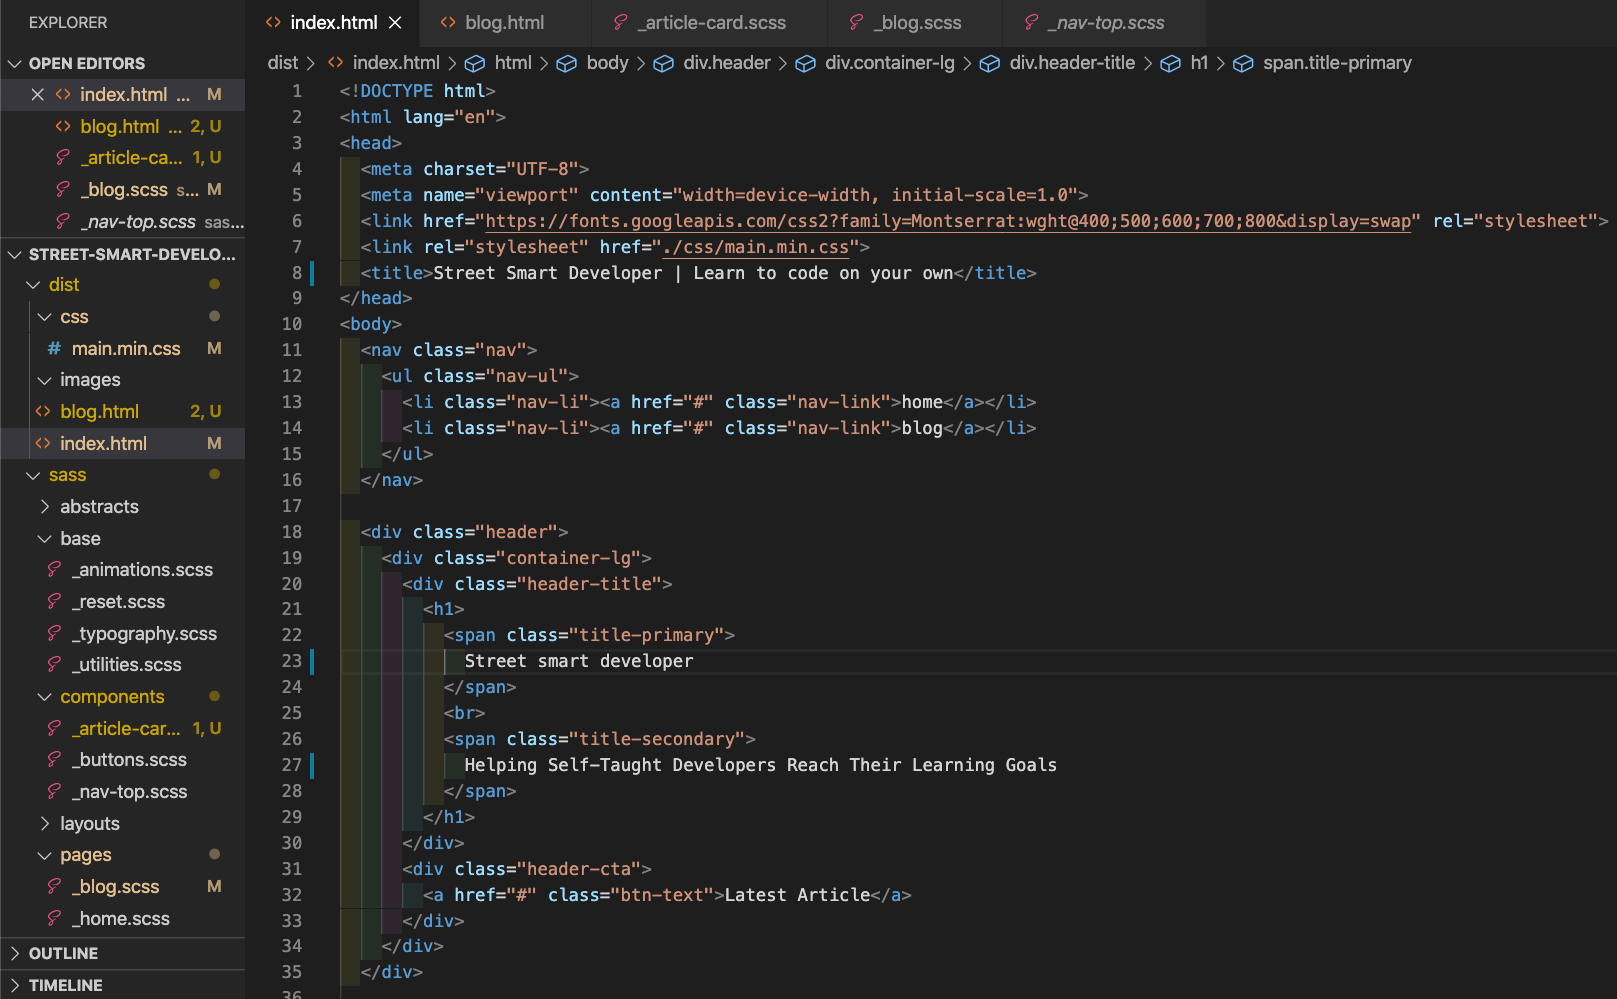 EXPLORER
OPEN EDITORS
index.html ... M
blog.html ... 2, U
_article-ca... 1, U
_blog.scss s... M
_nav-top.scss sas...
STREET-SMART-DEVELO...
dist
css
# main.min.css M
images
blog.html 2, U
index.html M
sass
abstracts
base
_animations.scss
_reset.scss
_typography.scss
_utilities.scss
components
_article-car... 1, U
_buttons.scss
_nav-top.scss
layouts
pages
_blog.scss M
_home.scss
OUTLINE
TIMELINE
index.html blog.html _article-card.scss _blog.scss _nav-top.scss
dist > index.html > html > body > div.header > div.container-lg > div.header-title > h1 > span.title-primary
1 <!DOCTYPE html>
2 <html lang="en">
3 <head>
4 <meta charset="UTF-8">
5 <meta name="viewport" content="width=device-width, initial-scale=1.0">
6 <link href="https://fonts.googleapis.com/css2?family=Montserrat:wght@400;500;600;700;800&display=swap" rel="stylesheet">
7 <link rel="stylesheet" href="./css/main.min.css">
8 <title>Street Smart Developer | Learn to code on your own</title>
9 </head>
10 <body>
11 <nav class="nav">
12 <ul class="nav-ul">
13 <li class="nav-li"><a href="#" class="nav-link">home</a></li>
14 <li class="nav-li"><a href="#" class="nav-link">blog</a></li>
15 </ul>
16 </nav>
17
18 <div class="header">
19 <div class="container-lg">
20 <div class="header-title">
21 <h1>
22 <span class="title-primary">
23 Street smart developer
24 </span>
25 <br>
26 <span class="title-secondary">
27 Helping Self-Taught Developers Reach Their Learning Goals
28 </span>
29 </h1>
30 </div>
31 <div class="header-cta">
32 <a href="#" class="btn-text">Latest Article</a>
33 </div>
34 </div>
35 </div>
36